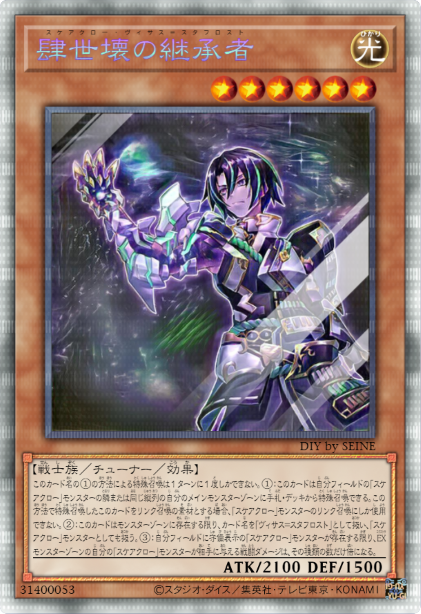 スケアクロー ヴィサス＝スタフロスト
肆世壊の継承者
ひかり
光
DIY by SEINE
【戦士族／チューナー／効果】
このカード名の①の方法による特殊召喚は１ターンに１度しかできない。①：このカードは自分フィールドの「スケ
アクロー」モンスターの隣または同じ縦列の自分のメインモンスターゾーンに手札・デッキから特殊召喚できる。この
方法で特殊召喚したこのカードをリンク召喚の素材とする場合、「スケアクロー」モンスターのリンク召喚にしか使用
できない。②：このカードはモンスターゾーンに存在する限り、カード名を「ヴィサス＝スタフロスト」として扱い、「スケ
アクロー」モンスターとしても扱う。③：自分フィールドに守備表示の「スケアクロー」モンスターが存在する限り、EX
モンスターゾーンの自分の「スケアクロー」モンスターが相手に与える戦闘ダメージは、その種類の数だけ倍になる。
ATK/2100 DEF/1500
31400053
©スタジオ・ダイス／集英社・テレビ東京・KONAMI